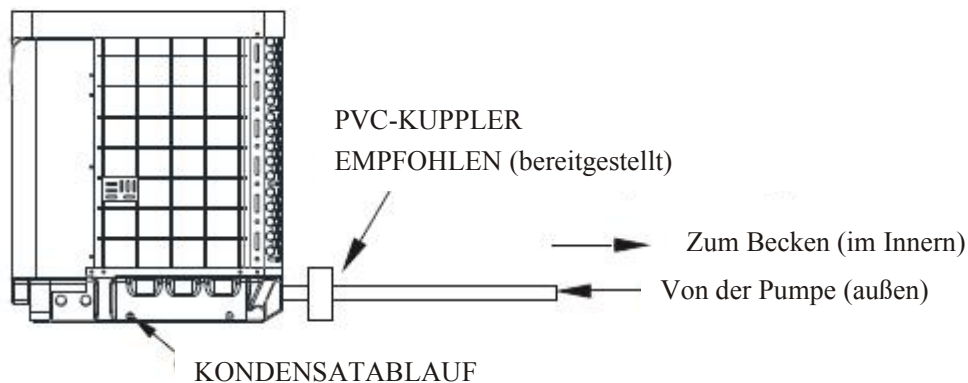 PVC-KUPPLER
EMPFOHLEN (bereitgestellt)
Zum Becken (im Innern)
Von der Pumpe (außen)
KONDENSATABLAUF